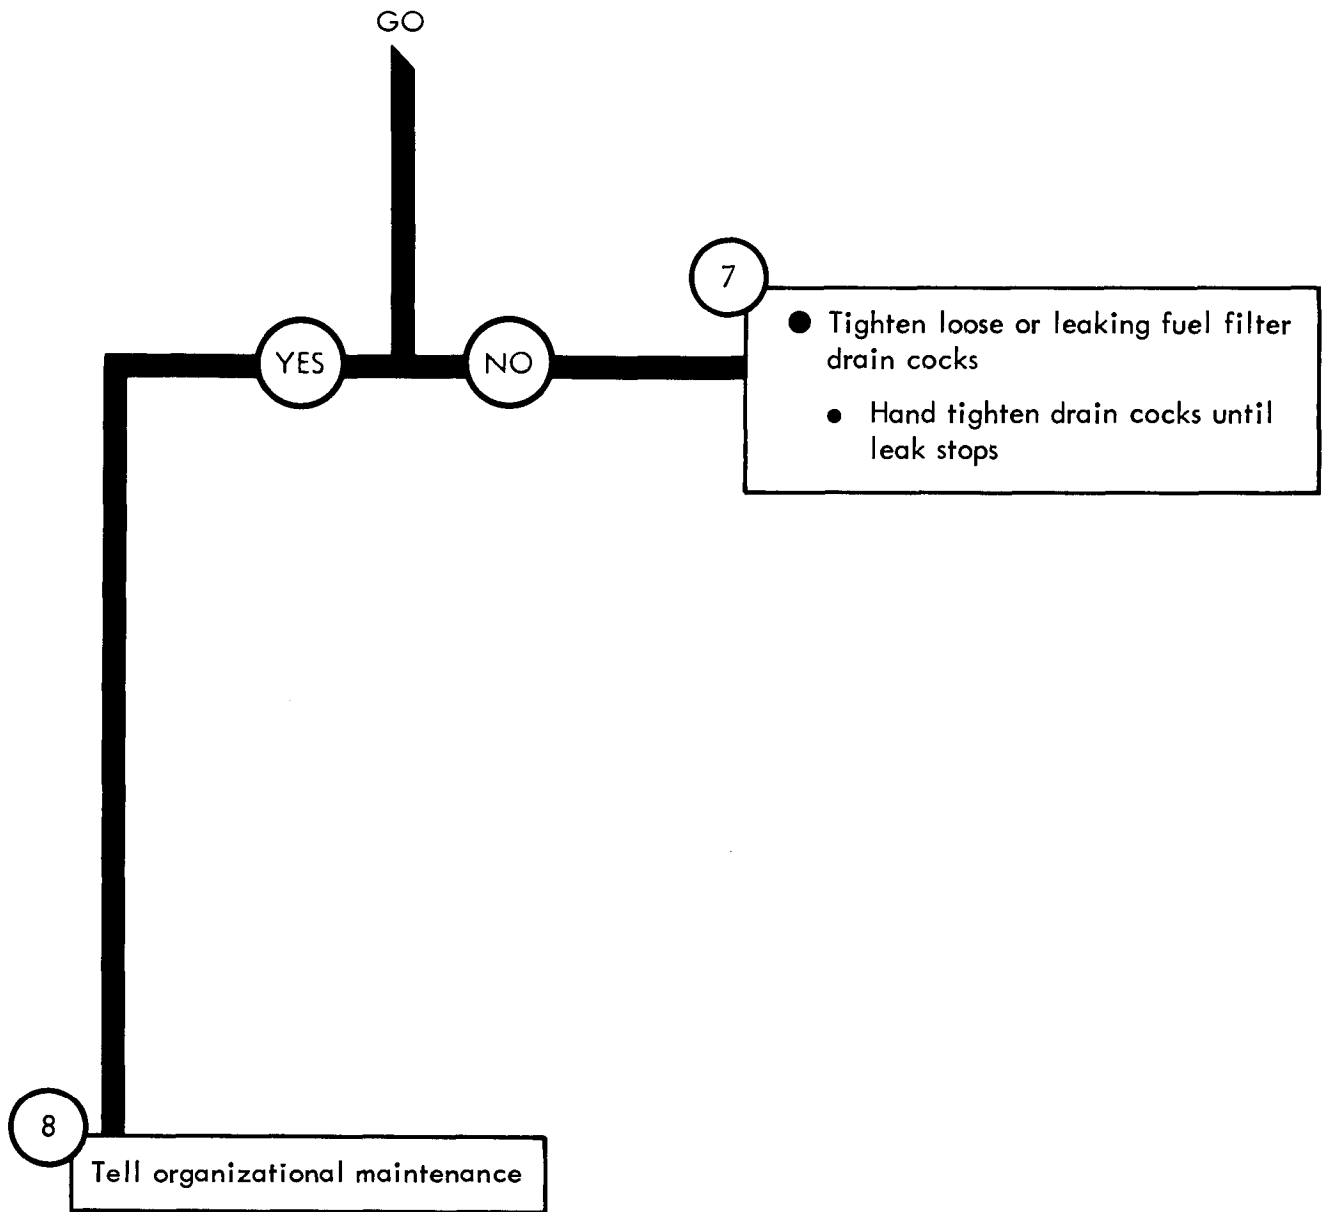 GO
YES
NO
7
● Tighten loose or leaking fuel filter
drain cocks
● Hand tighten drain cocks until
leak stops
8
Tell organizational maintenance